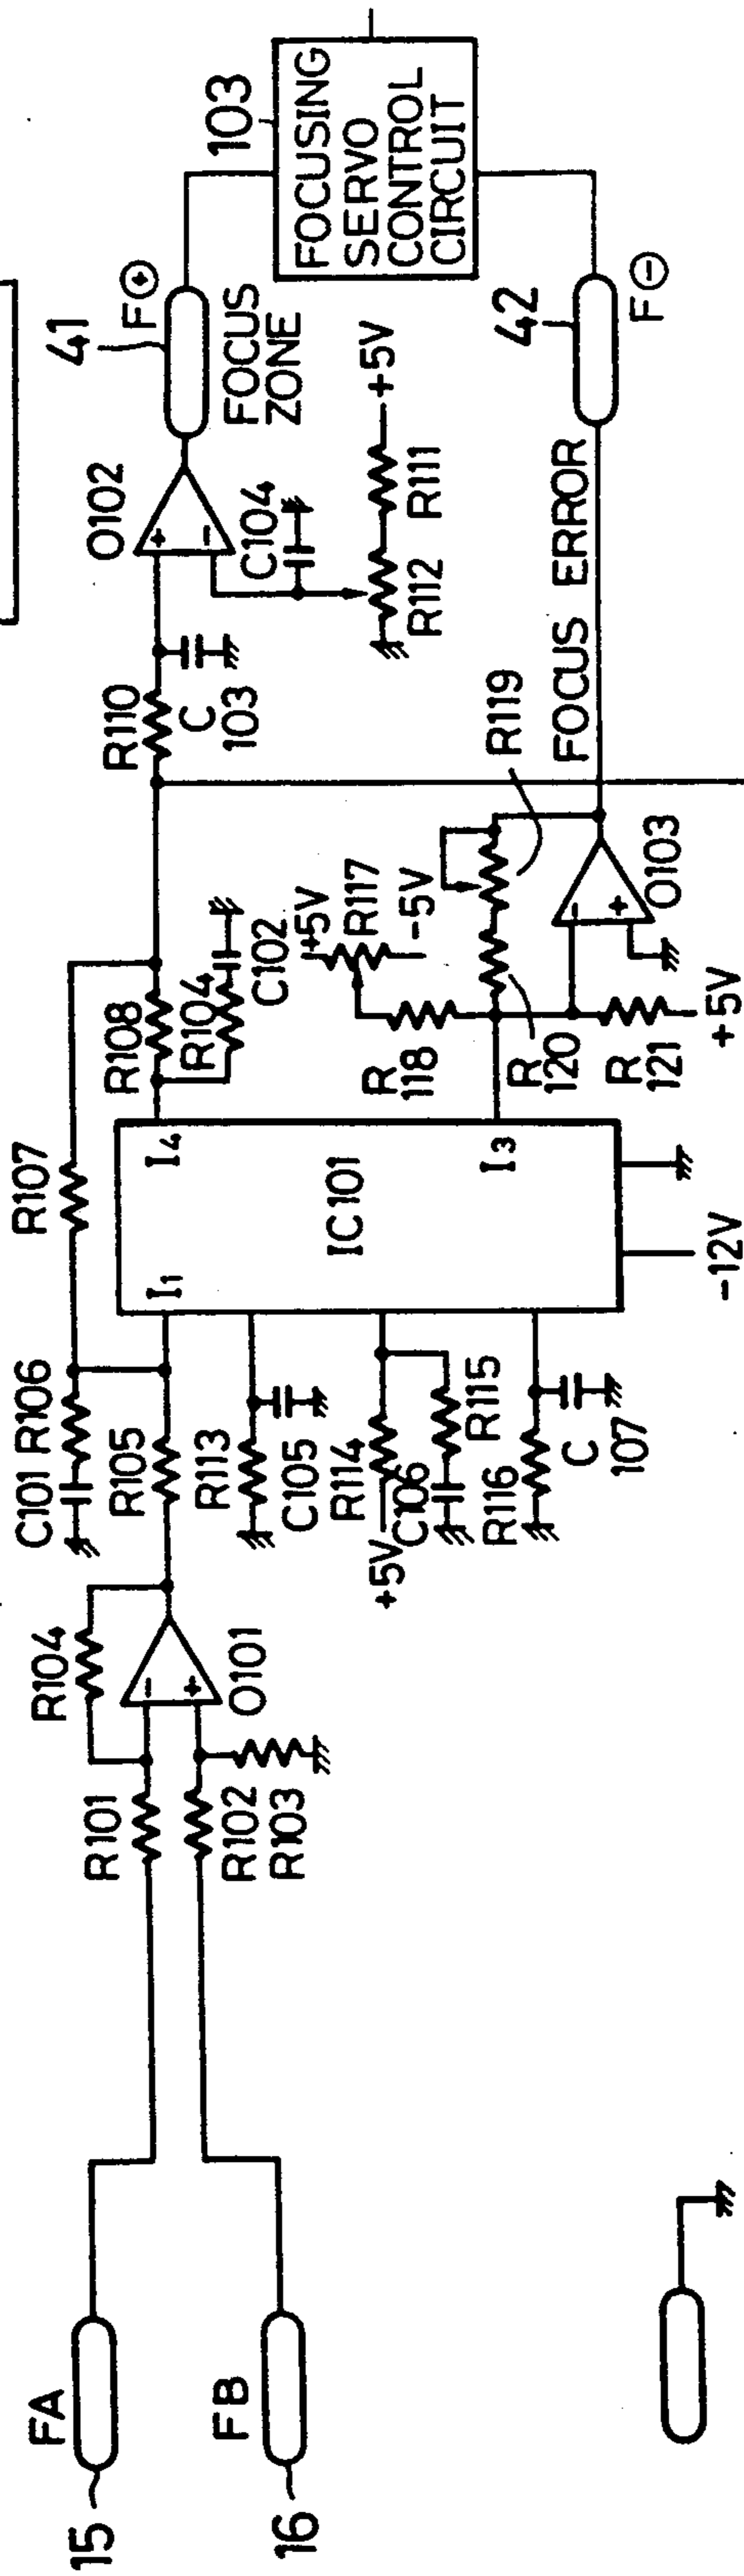 15
FA
16
FB
R101
R102
R103
R104
O101
-
+
C101
R106
R105
R107
R113
C105
R114
+5V
C106
R115
R116
C
107
I1
I4
IC101
I3
-12V
R108
R104
C102
+5V
R117
-5V
R
118
R
120
R
121
+5V
R119
-
+
O103
R110
C
103
O102
+
-
C104
R112
R111
+5V
41
F+
FOCUS
ZONE
FOCUS ERROR
42
F-
103
FOCUSING
SERVO
CONTROL
CIRCUIT